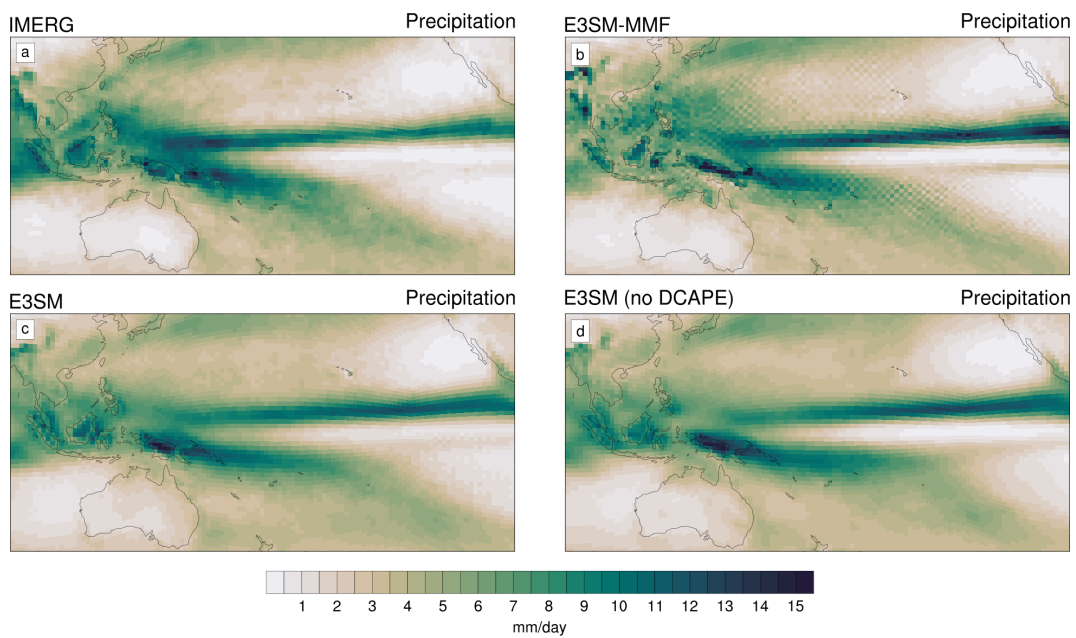 IMERG Precipitation
a
E3SM-MMF Precipitation
b
E3SM Precipitation
c
E3SM (no DCAPE) Precipitation
d
1 2 3 4 5 6 7 8 9 10 11 12 13 14 15
mm/day